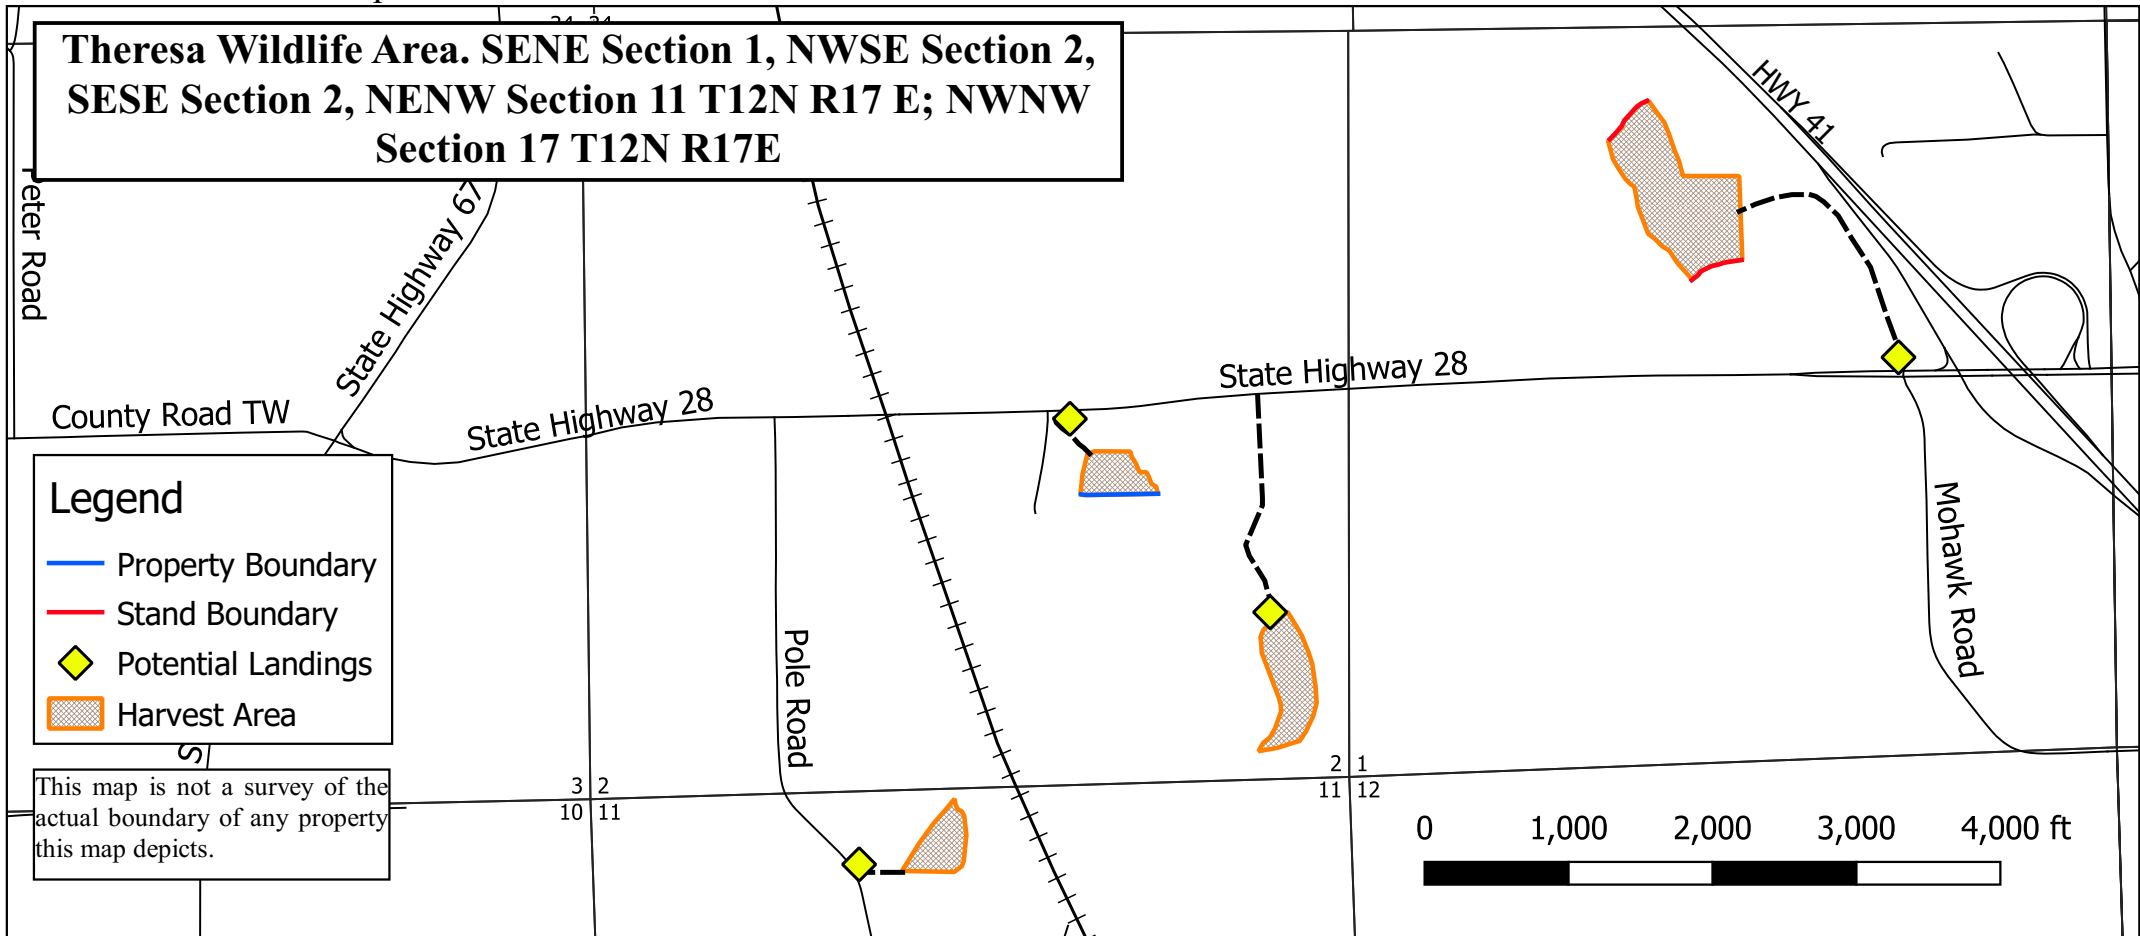 Theresa Wildlife Area. SENE Section 1, NWSE Section 2,
SESE Section 2, NENW Section 11 T12N R17 E; NWNW
Section 17 T12N R17E
HWY 41
Peter Road
State Highway 67
State Highway 28
County Road TW
State Highway 28
Legend
Property Boundary
Stand Boundary
Potential Landings
Harvest Area
S
Mohawk Road
Pole Road
This map is not a survey of the
actual boundary of any property
this map depicts.
3 2
10 11
2 1
11 12
0 1,000 2,000 3,000 4,000 ft